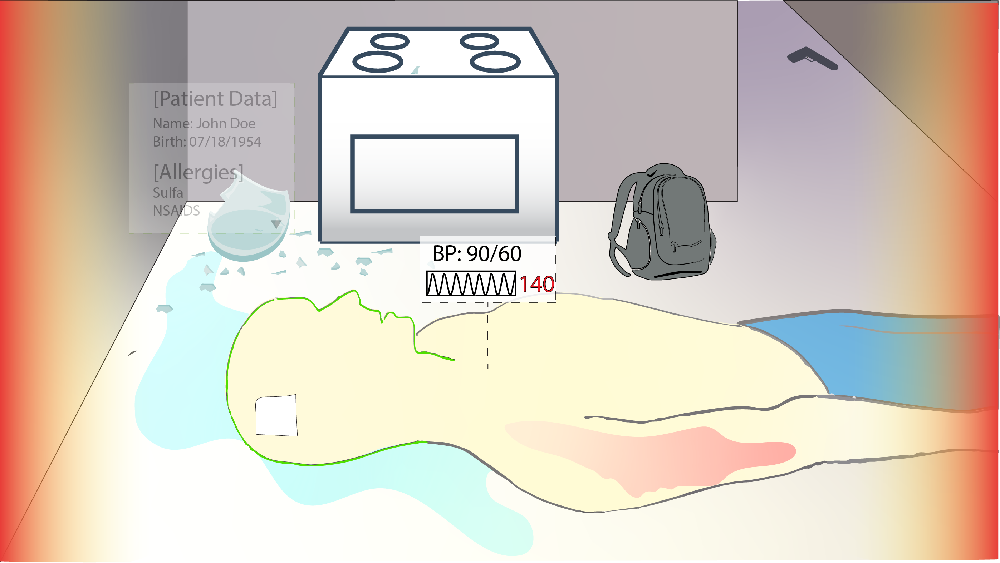 [Patient Data]
Name: John Doe
Birth: 07/18/1954
[Allergies]
Sulfa
NSAIDS
BP: 90/60
140